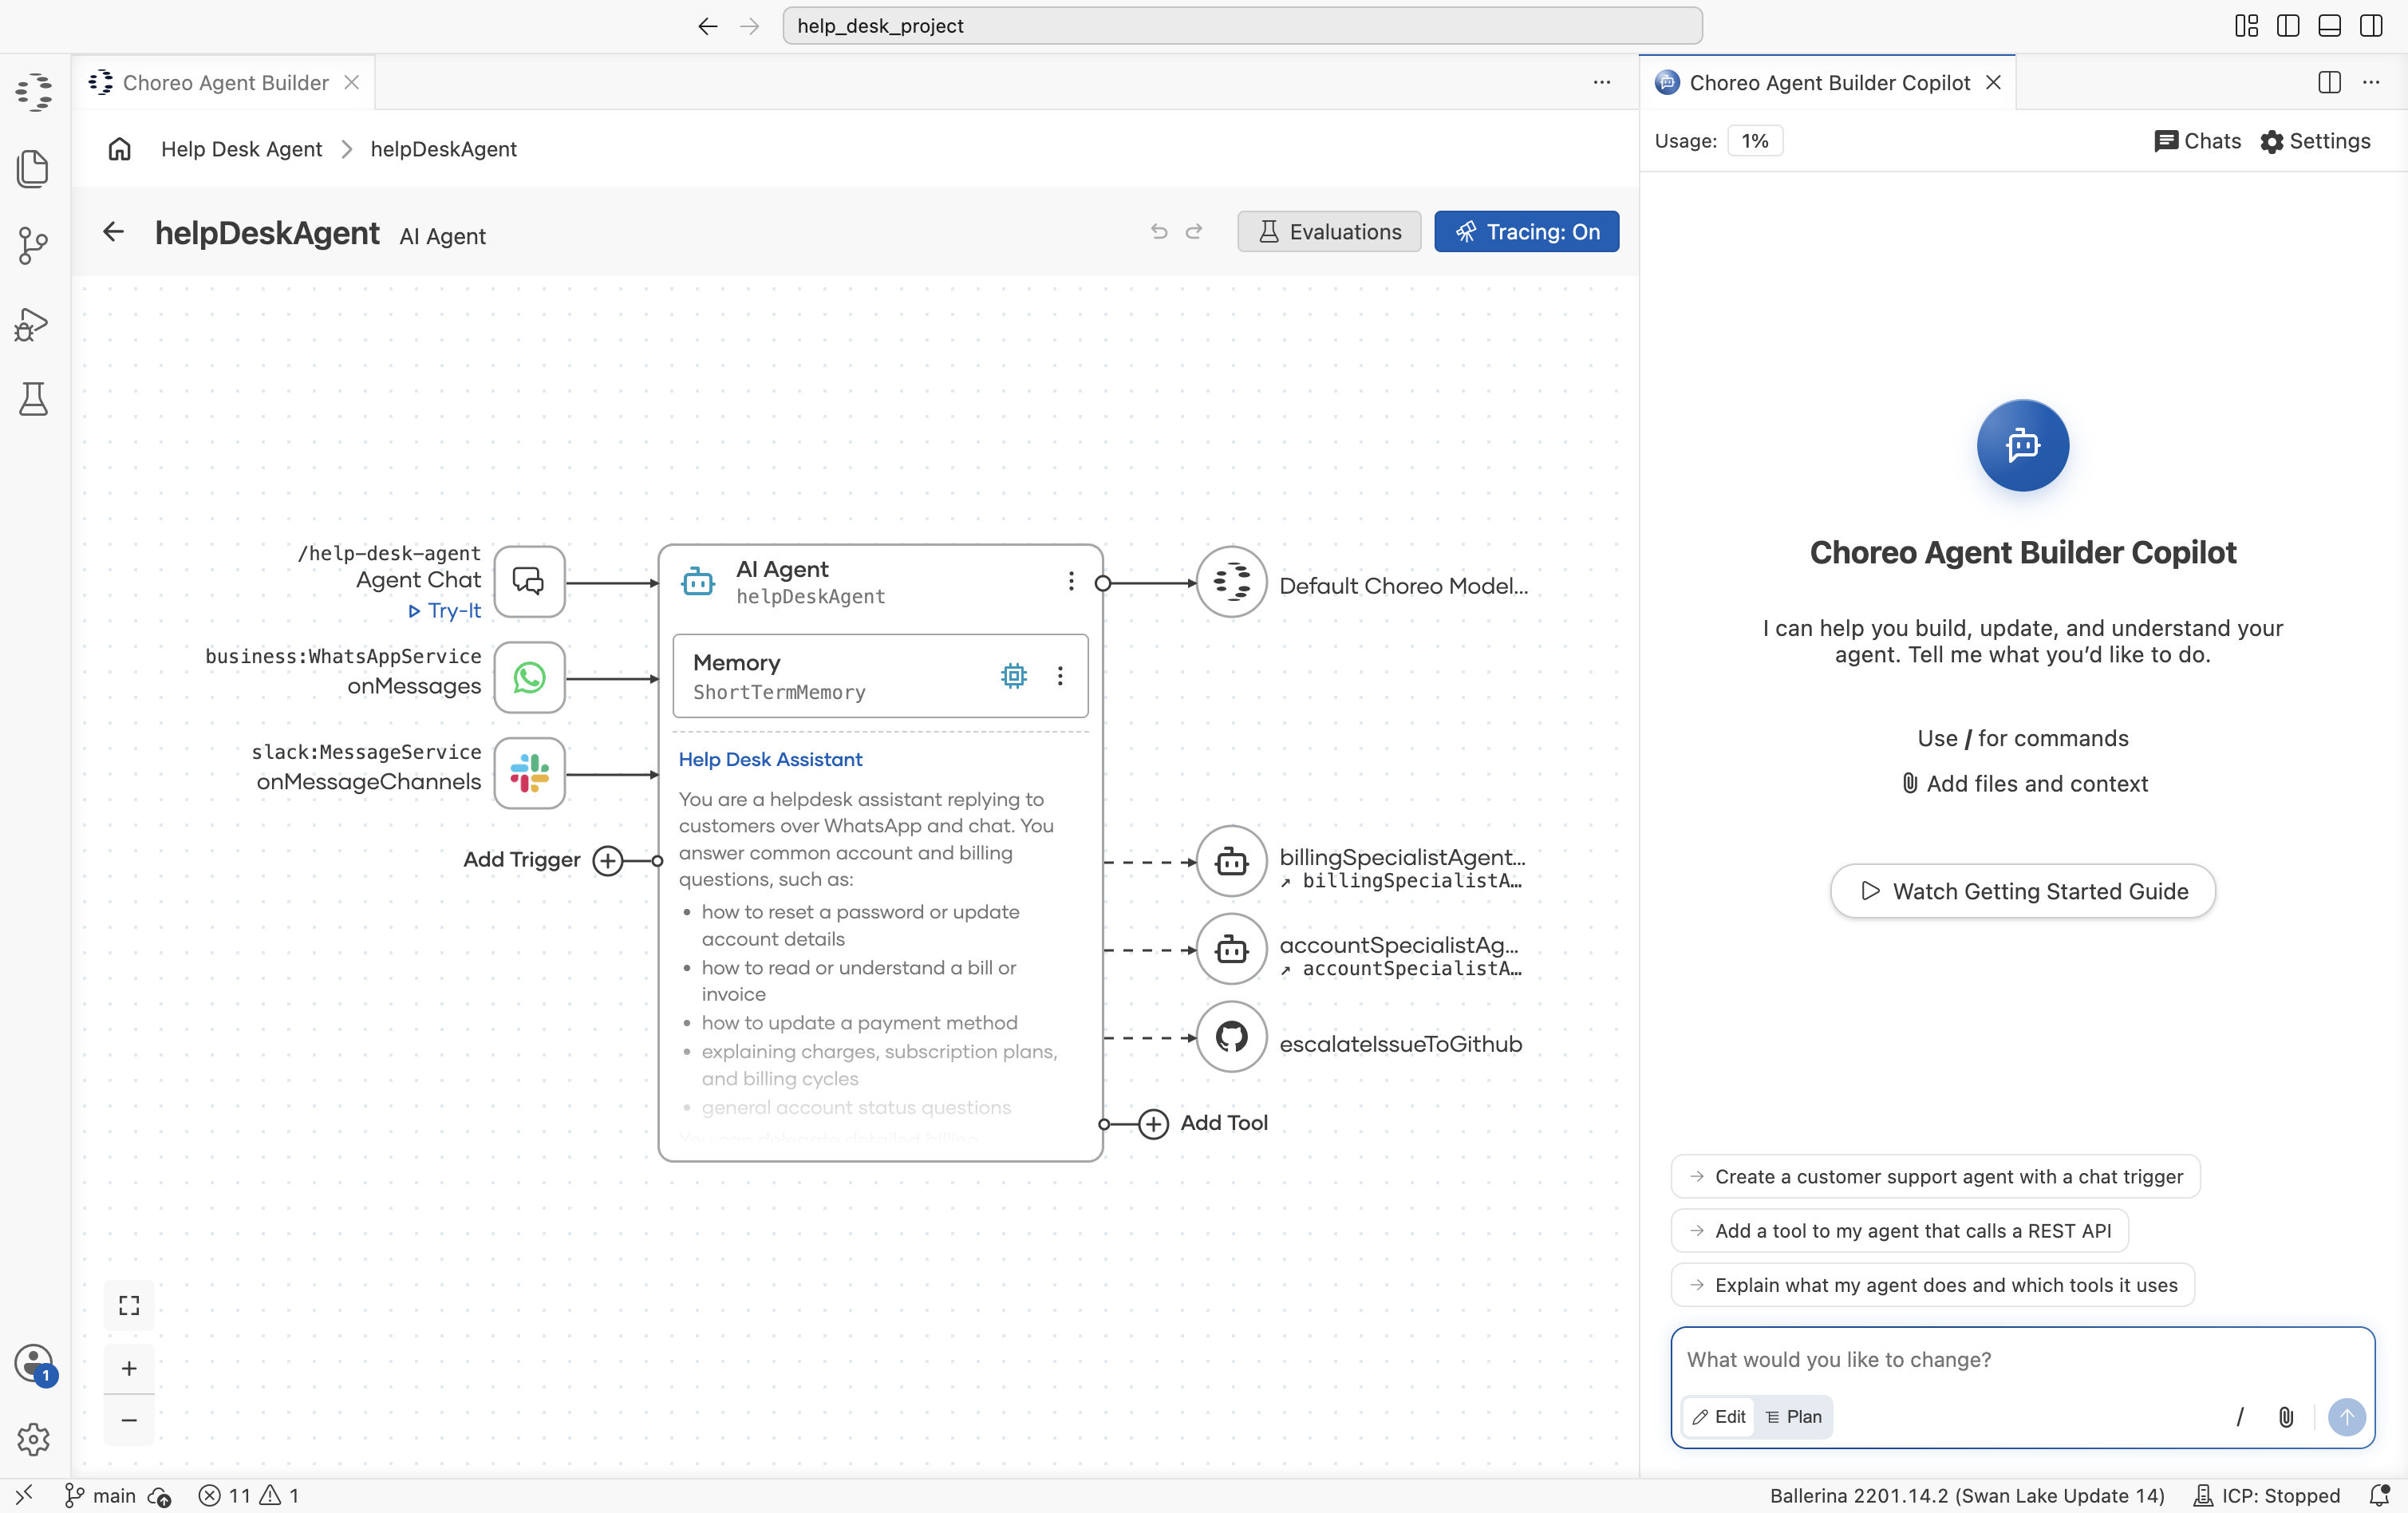 help_desk_project
Choreo Agent Builder
Choreo Agent Builder Copilot
Help Desk Agent
helpDeskAgent
Usage:
1%
Chats
Settings
helpDeskAgent
AI Agent
Evaluations
Tracing: On
/help-desk-agent
Agent Chat
Try-It
business:WhatsAppService
onMessages
slack:MessageService
onMessageChannels
Add Trigger
AI Agent
helpDeskAgent
Memory
ShortTermMemory
Help Desk Assistant
You are a helpdesk assistant replying to
customers over WhatsApp and chat. You
answer common account and billing
questions, such as:
• how to reset a password or update
account details
• how to read or understand a bill or
invoice
• how to update a payment method
• explaining charges, subscription plans,
and billing cycles
• general account status questions
You can delegate detailed billing
Default Choreo Model...
billingSpecialistAgent...
↗ billingSpecialistA...
accountSpecialistAg...
↗ accountSpecialistA...
escalateIssueToGithub
Add Tool
Choreo Agent Builder Copilot
I can help you build, update, and understand your
agent. Tell me what you’d like to do.
Use / for commands
Add files and context
Watch Getting Started Guide
→ Create a customer support agent with a chat trigger
→ Add a tool to my agent that calls a REST API
→ Explain what my agent does and which tools it uses
What would you like to change?
Edit
Plan
/
1
main
11
1
Ballerina 2201.14.2 (Swan Lake Update 14)
ICP: Stopped